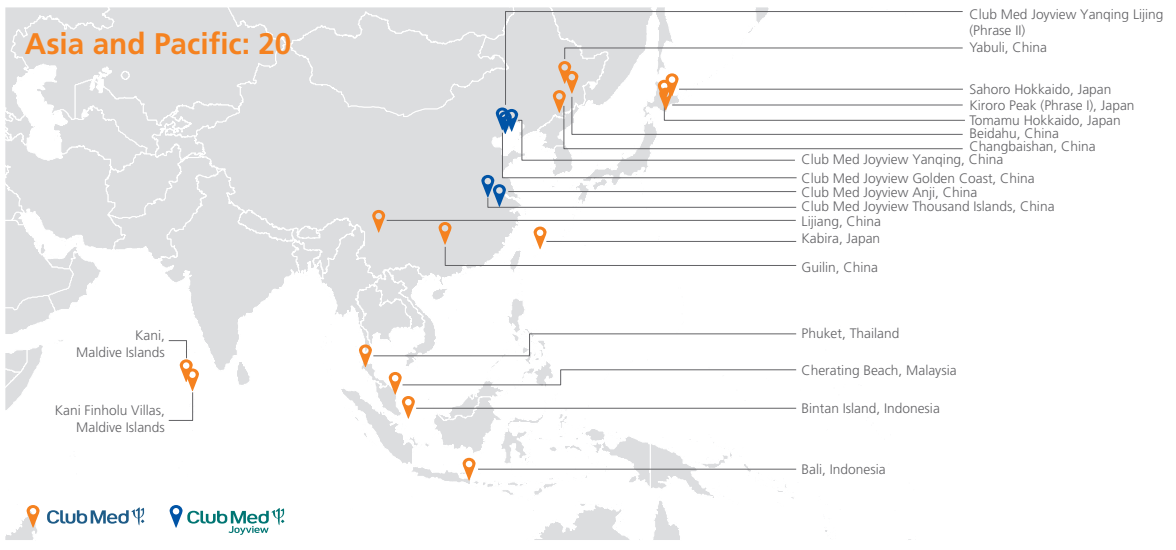 Asia and Pacific: 20
Club Med Joyview Yanqing Lijing
(Phrase II)
Yabuli, China
Sahoro Hokkaido, Japan
Kiroro Peak (Phrase I), Japan
Tomamu Hokkaido, Japan
Beidahu, China
Changbaishan, China
Club Med Joyview Yanqing, China
Club Med Joyview Golden Coast, China
Club Med Joyview Anji, China
Club Med Joyview Thousand Islands, China
Lijiang, China
Kabira, Japan
Guilin, China
Kani,
Maldive Islands
Kani Finholu Villas,
Maldive Islands
Phuket, Thailand
Cherating Beach, Malaysia
Bintan Island, Indonesia
Bali, Indonesia
Club Med
Club Med
Joyview